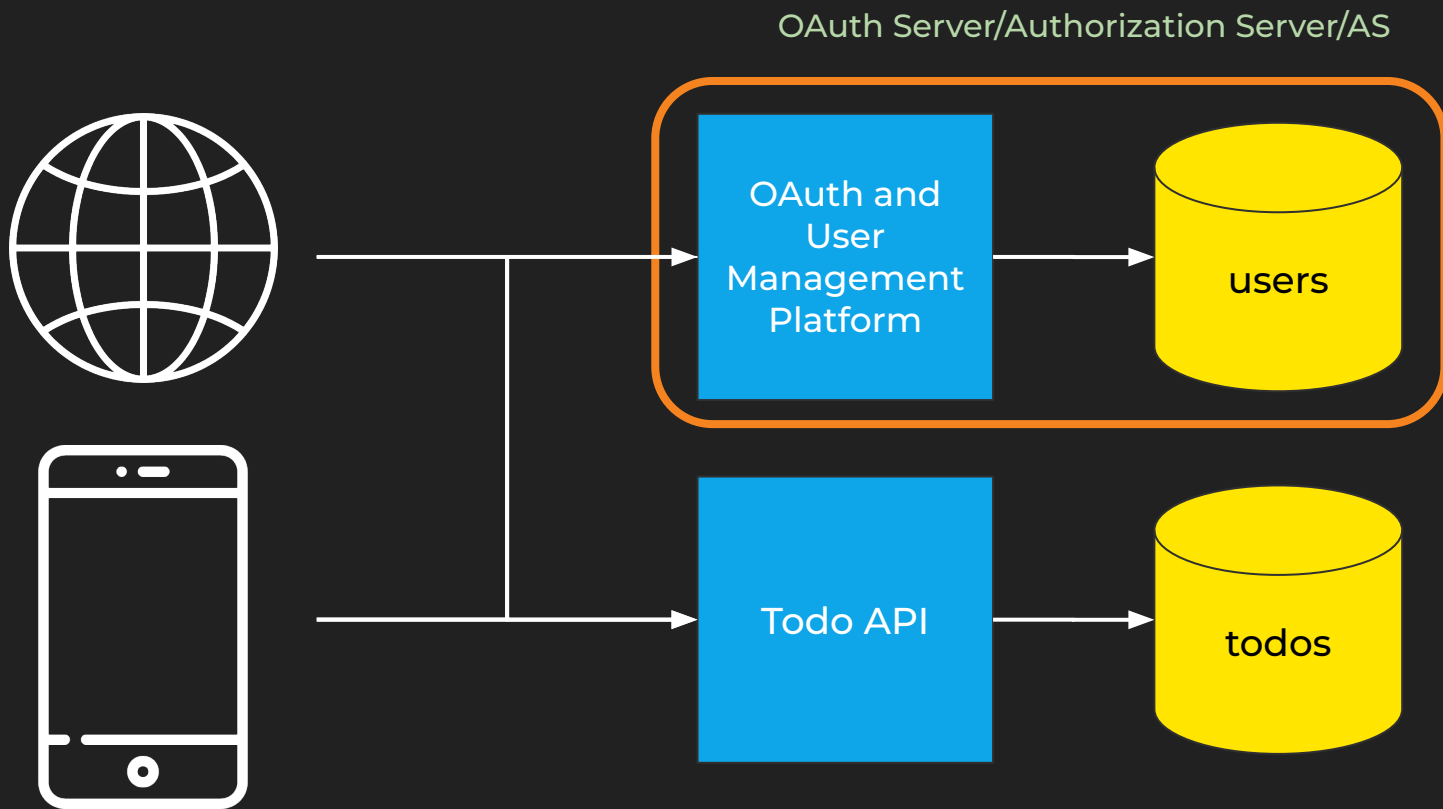 OAuth Server/Authorization Server/AS
OAuth and
User
Management
Platform
users
Todo API
todos